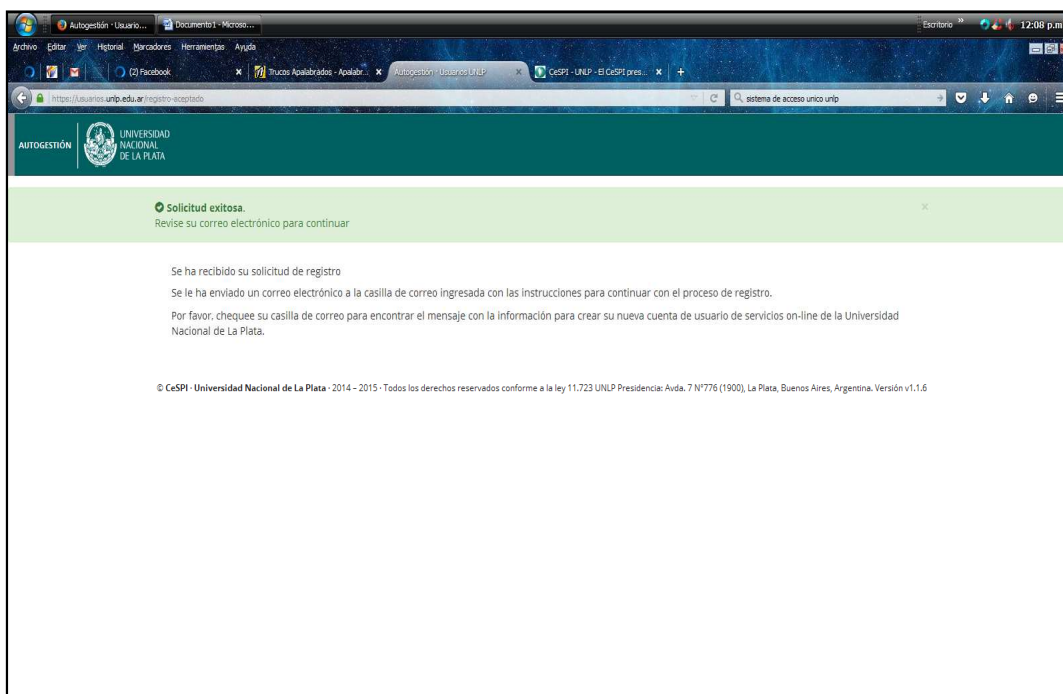 Autogestión · Usuario... Documento1 - Microso... Escritorio » 12:08 p.m
Archivo Editar Ver Historial Marcadores Herramientas Ayuda
(2) Facebook × Trucos Apalabrados - Apalabr... × Autogestión · Usuarios UNLP × CeSPI - UNLP - El CeSPI pres... × +
https://usuarios.unlp.edu.ar/registro-aceptado sistema de acceso unico unlp
AUTOGESTIÓN
UNIVERSIDAD
NACIONAL
DE LA PLATA
Solicitud exitosa. ×
Revise su correo electrónico para continuar
Se ha recibido su solicitud de registro
Se le ha enviado un correo electrónico a la casilla de correo ingresada con las instrucciones para continuar con el proceso de registro.
Por favor, chequee su casilla de correo para encontrar el mensaje con la información para crear su nueva cuenta de usuario de servicios on-line de la Universidad
Nacional de La Plata.
© CeSPI · Universidad Nacional de La Plata · 2014 – 2015 · Todos los derechos reservados conforme a la ley 11.723 UNLP Presidencia: Avda. 7 N°776 (1900), La Plata, Buenos Aires, Argentina. Versión v1.1.6